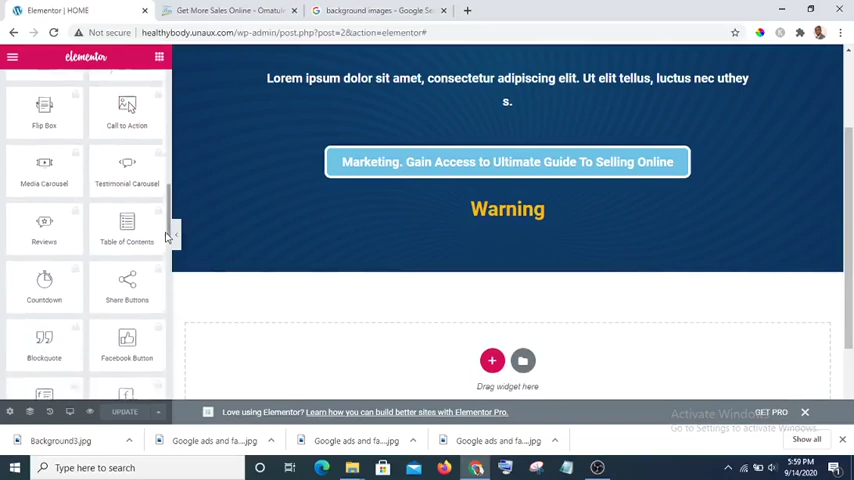 Elementor | HOME
Get More Sales Online - Omatul
background images - Google Se
Not secure | healthybody.unaux.com/wp-admin/post.php?post=2&action=elementor#
elementor
Flip Box
Call to Action
Media Carousel
Testimonial Carousel
Reviews
Table of Contents
Countdown
Share Buttons
Blockquote
Facebook Button
UPDATE
Lorem ipsum dolor sit amet, consectetur adipiscing elit. Ut elit tellus, luctus nec uthey
s.
Marketing. Gain Access to Ultimate Guide To Selling Online
Warning
Drag widget here
Love using Elementor? Learn how you can build better sites with Elementor Pro.
GET PRO
Activate Windows
Go to Settings to activate Windows.
Background3.jpg
Google ads and fa....jpg
Google ads and fa....jpg
Google ads and fa....jpg
Show all
Type here to search
5:59 PM
9/14/2020